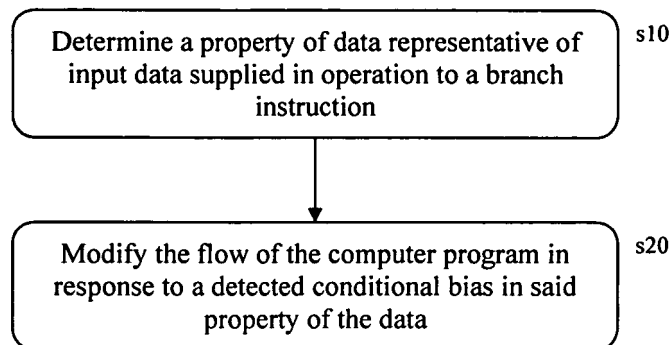 Determine a property of data representative of
input data supplied in operation to a branch
instruction
s10
Modify the flow of the computer program in
response to a detected conditional bias in said
property of the data
s20